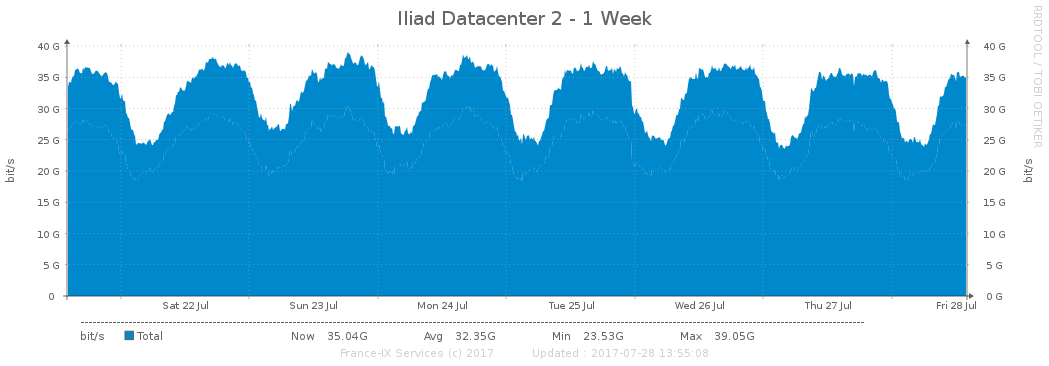 Iliad Datacenter 2 - 1 Week
RRDTOOL / TOBI OETIKER
bit/s
40 G 40 G
35 G 35 G
30 G 30 G
25 G 25 G
20 G 20 G
15 G 15 G
10 G 10 G
5 G 5 G
0 0 G
bit/s
Sat 22 Jul Sun 23 Jul Mon 24 Jul Tue 25 Jul Wed 26 Jul Thu 27 Jul Fri 28 Jul
bit/s Total Now 35.04G Avg 32.35G Min 23.53G Max 39.05G
France-IX Services (c) 2017 Updated : 2017-07-28 13:55:08